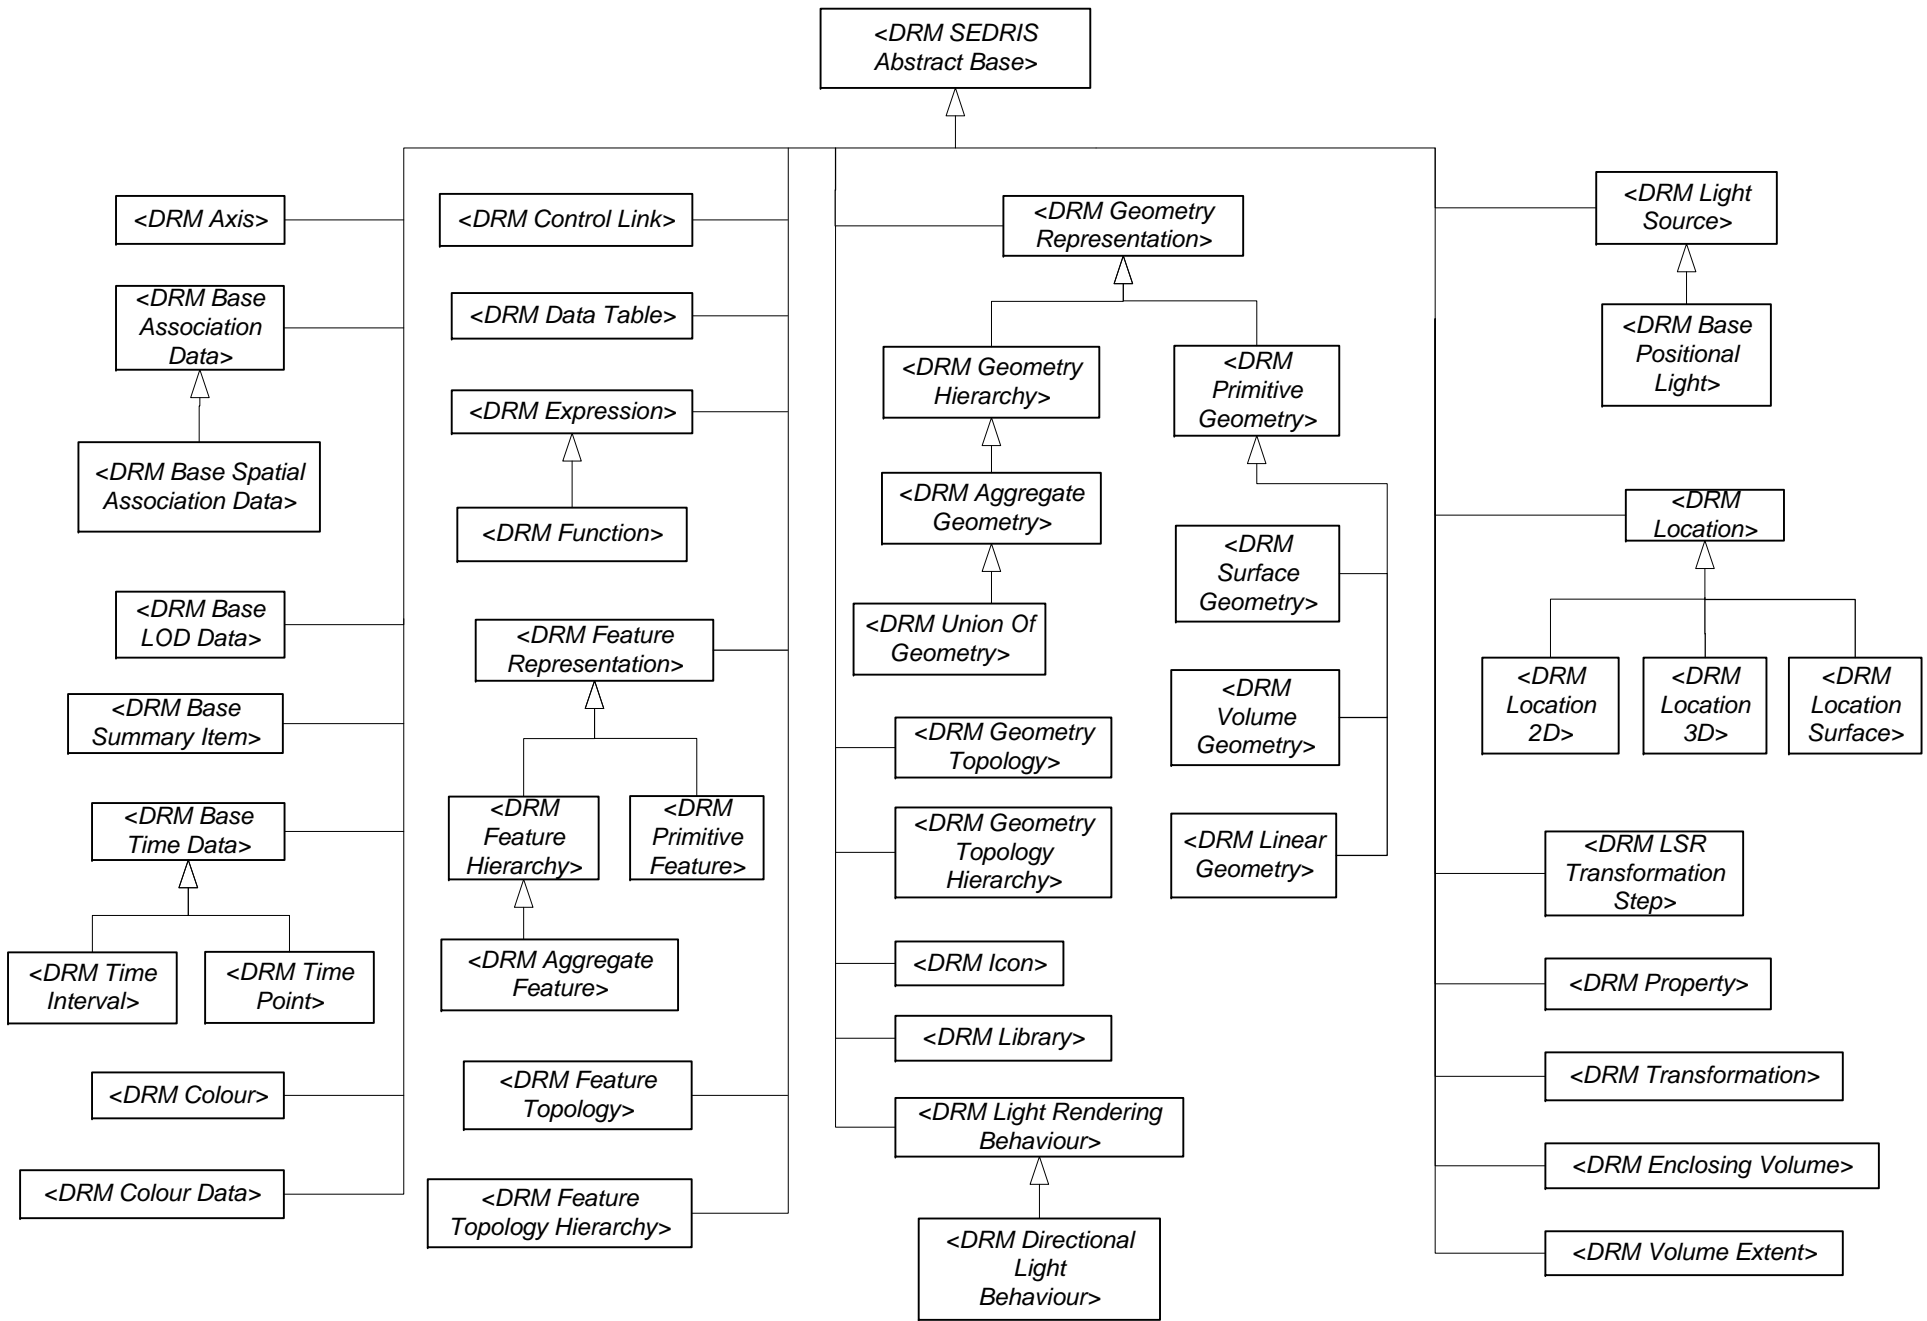 <DRM SEDRIS
Abstract Base>
<DRM Axis>
<DRM Base
Association
Data>
<DRM Base Spatial
Association Data>
<DRM Base
LOD Data>
<DRM Base
Summary Item>
<DRM Base
Time Data>
<DRM Time
Interval>
<DRM Time
Point>
<DRM Colour>
<DRM Colour Data>
<DRM Control Link>
<DRM Data Table>
<DRM Expression>
<DRM Function>
<DRM Feature
Representation>
<DRM
Feature
Hierarchy>
<DRM
Primitive
Feature>
<DRM Aggregate
Feature>
<DRM Feature
Topology>
<DRM Feature
Topology Hierarchy>
<DRM Geometry
Representation>
<DRM Geometry
Hierarchy>
<DRM
Primitive
Geometry>
<DRM Aggregate
Geometry>
<DRM Union Of
Geometry>
<DRM
Surface
Geometry>
<DRM
Volume
Geometry>
<DRM Linear
Geometry>
<DRM Geometry
Topology>
<DRM Geometry
Topology
Hierarchy>
<DRM Icon>
<DRM Library>
<DRM Light Rendering
Behaviour>
<DRM Directional
Light
Behaviour>
<DRM Light
Source>
<DRM Base
Positional
Light>
<DRM
Location>
<DRM
Location
2D>
<DRM
Location
3D>
<DRM
Location
Surface>
<DRM LSR
Transformation
Step>
<DRM Property>
<DRM Transformation>
<DRM Enclosing Volume>
<DRM Volume Extent>